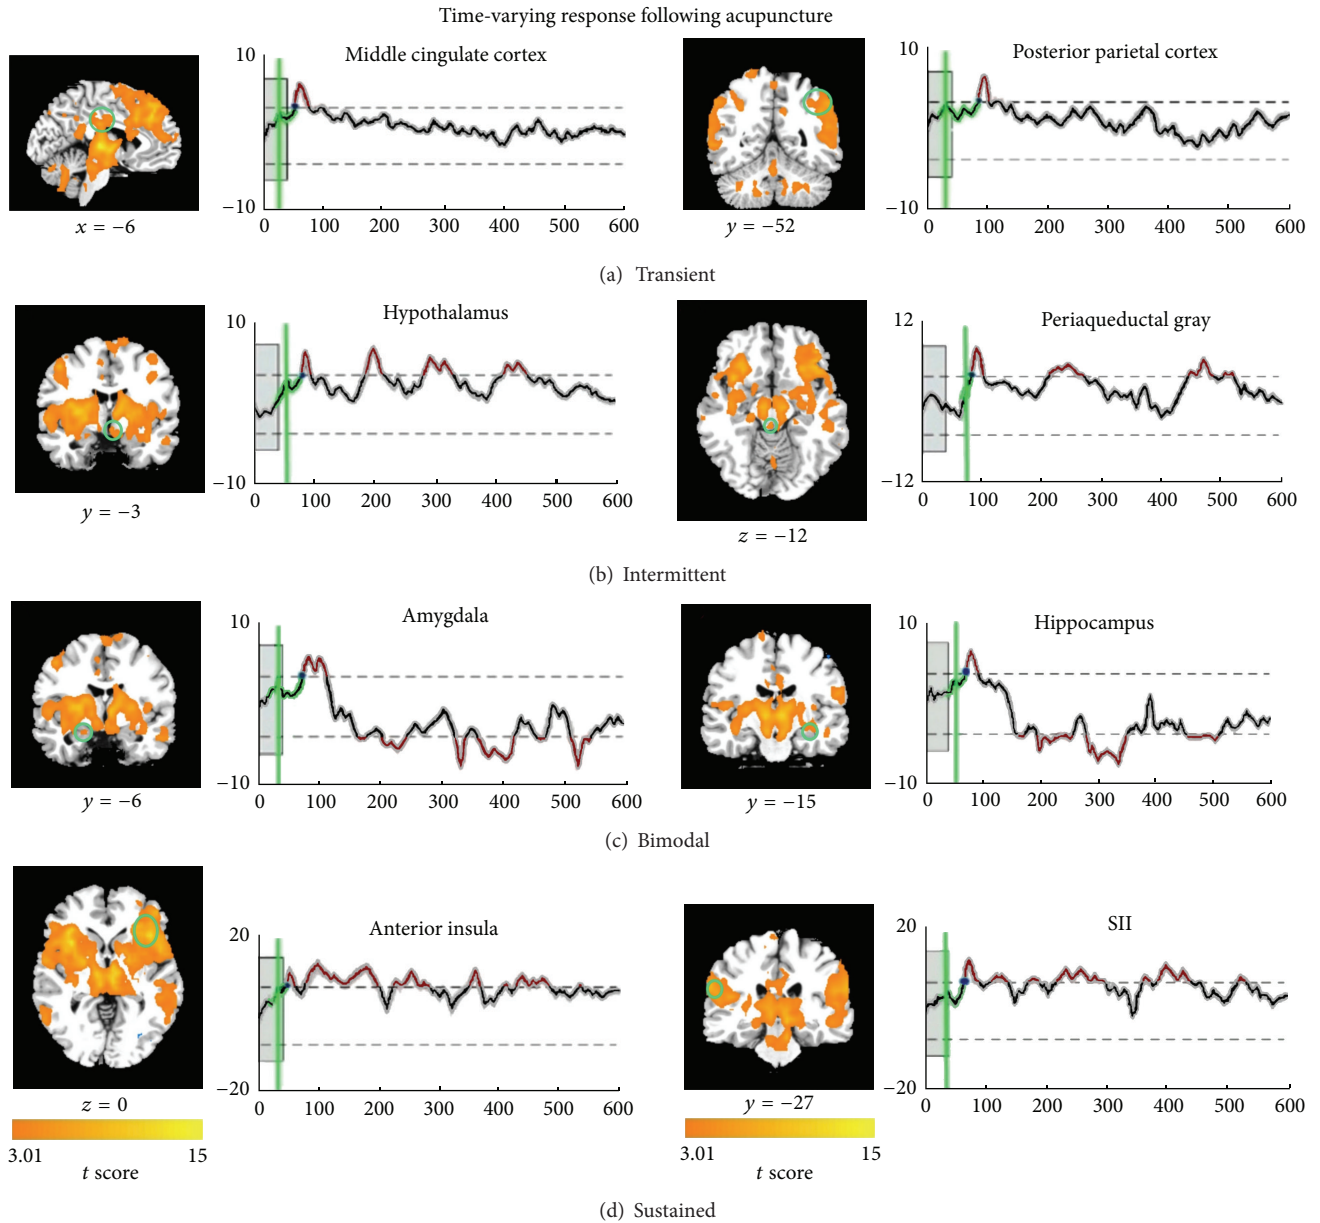 Time-varying response following acupuncture
Middle cingulate cortex
10
−10
0 100 200 300 400 500 600
x = −6
Posterior parietal cortex
10
−10
0 100 200 300 400 500 600
y = −52
(a) Transient
Hypothalamus
10
−10
0 100 200 300 400 500 600
y = −3
Periaqueductal gray
12
−12
0 100 200 300 400 500 600
z = −12
(b) Intermittent
Amygdala
10
−10
0 100 200 300 400 500 600
y = −6
Hippocampus
10
−10
0 100 200 300 400 500 600
y = −15
(c) Bimodal
Anterior insula
20
−20
0 100 200 300 400 500 600
z = 0
3.01 15
t score
SII
20
−20
0 100 200 300 400 500 600
y = −27
3.01 15
t score
(d) Sustained